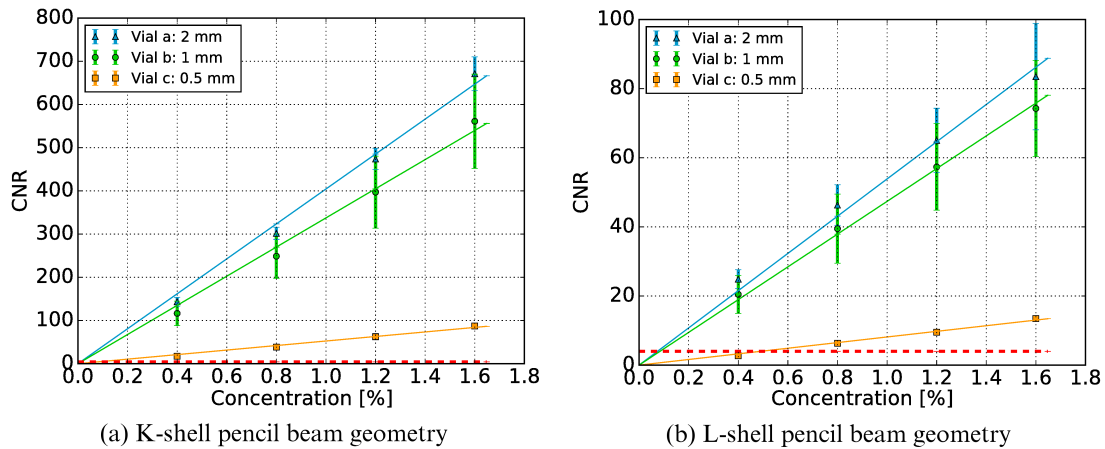 800
700
600
500
400
300
200
100
0
CNR
Vial a: 2 mm
Vial b: 1 mm
Vial c: 0.5 mm
0.0 0.2 0.4 0.6 0.8 1.0 1.2 1.4 1.6 1.8
Concentration [%]
(a) K-shell pencil beam geometry
100
80
60
40
20
0
CNR
Vial a: 2 mm
Vial b: 1 mm
Vial c: 0.5 mm
0.0 0.2 0.4 0.6 0.8 1.0 1.2 1.4 1.6 1.8
Concentration [%]
(b) L-shell pencil beam geometry